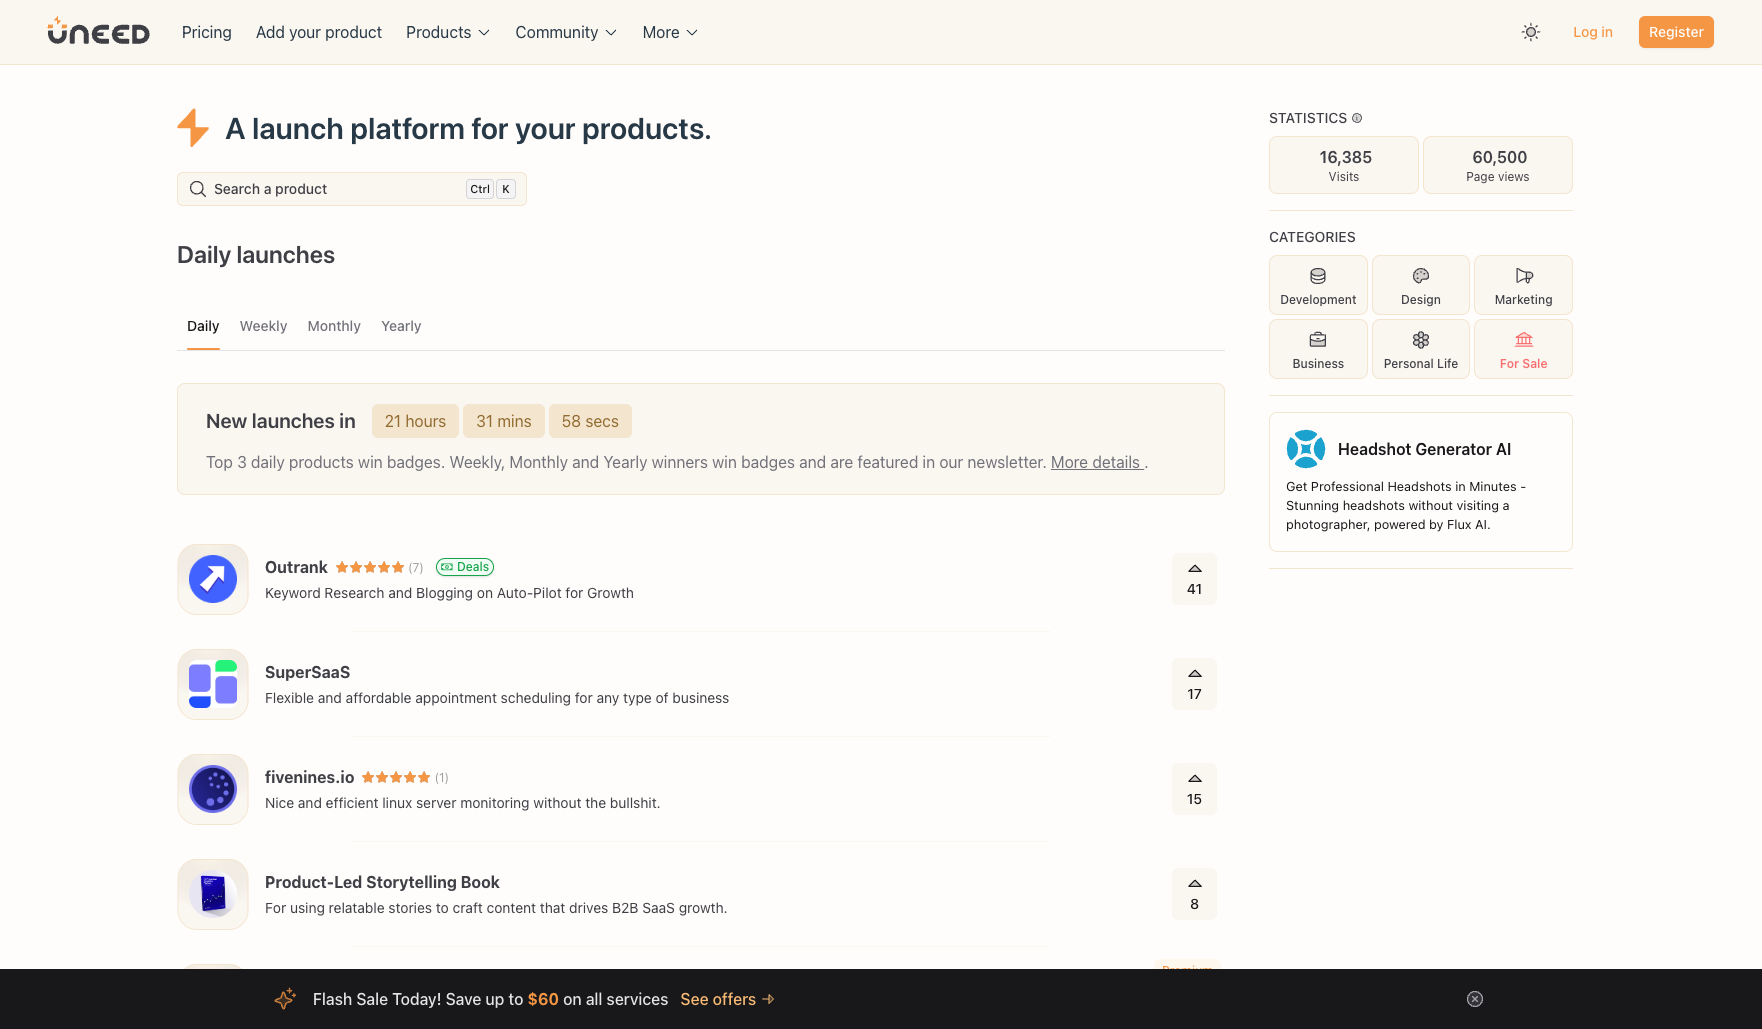 UNEED
Pricing
Add your product
Products
Community
More
Log in
Register
A launch platform for your products.
Search a product
Ctrl K
Daily launches
Daily
Weekly
Monthly
Yearly
New launches in
21 hours
31 mins
58 secs
Top 3 daily products win badges. Weekly, Monthly and Yearly winners win badges and are featured in our newsletter. More details .
Outrank (7) Deals
Keyword Research and Blogging on Auto-Pilot for Growth
41
SuperSaaS
Flexible and affordable appointment scheduling for any type of business
17
fivenines.io (1)
Nice and efficient linux server monitoring without the bullshit.
15
Product-Led Storytelling Book
For using relatable stories to craft content that drives B2B SaaS growth.
8
STATISTICS
16,385
Visits
60,500
Page views
CATEGORIES
Development
Design
Marketing
Business
Personal Life
For Sale
Headshot Generator AI
Get Professional Headshots in Minutes -
Stunning headshots without visiting a
photographer, powered by Flux AI.
Premium
Flash Sale Today! Save up to $60 on all services See offers →